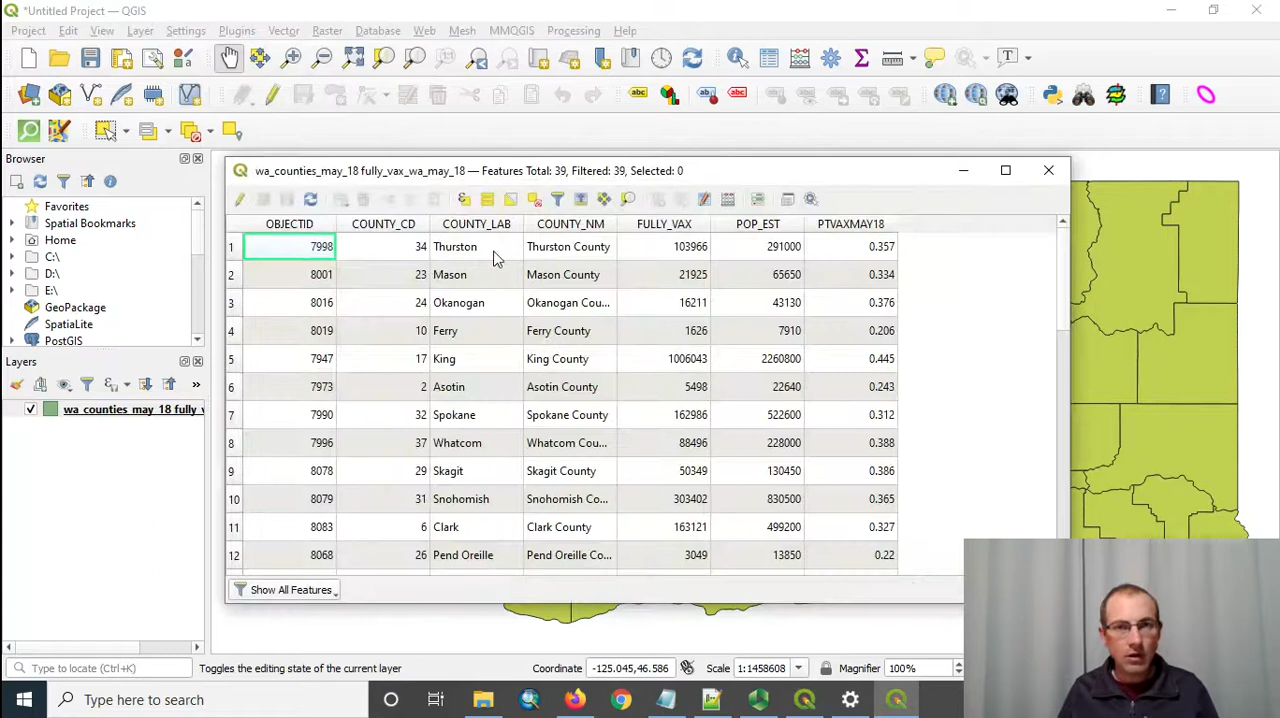 *Untitled Project — QGIS
Project Edit View Layer Settings Plugins Vector Raster Database Web Mesh MMQGIS Processing Help
Browser
Favorites
Spatial Bookmarks
Home
C:\
D:\
E:\
GeoPackage
SpatiaLite
PostGIS
Layers
wa_counties_may_18 fully_v
wa_counties_may_18 fully_vax_wa_may_18 — Features Total: 39, Filtered: 39, Selected: 0
OBJECTID COUNTY_CD COUNTY_LAB COUNTY_NM FULLY_VAX POP_EST PTVAXMAY18
1 7998 34 Thurston Thurston County 103966 291000 0.357
2 8001 23 Mason Mason County 21925 65650 0.334
3 8016 24 Okanogan Okanogan Cou... 16211 43130 0.376
4 8019 10 Ferry Ferry County 1626 7910 0.206
5 7947 17 King King County 1006043 2260800 0.445
6 7973 2 Asotin Asotin County 5498 22640 0.243
7 7990 32 Spokane Spokane County 162986 522600 0.312
8 7996 37 Whatcom Whatcom Cou... 88496 228000 0.388
9 8078 29 Skagit Skagit County 50349 130450 0.386
10 8079 31 Snohomish Snohomish Co... 303402 830500 0.365
11 8083 6 Clark Clark County 163121 499200 0.327
12 8068 26 Pend Oreille Pend Oreille Co... 3049 13850 0.22
Show All Features
Type to locate (Ctrl+K) Toggles the editing state of the current layer Coordinate -125.045,46.586 Scale 1:1458608 Magnifier 100%
Type here to search